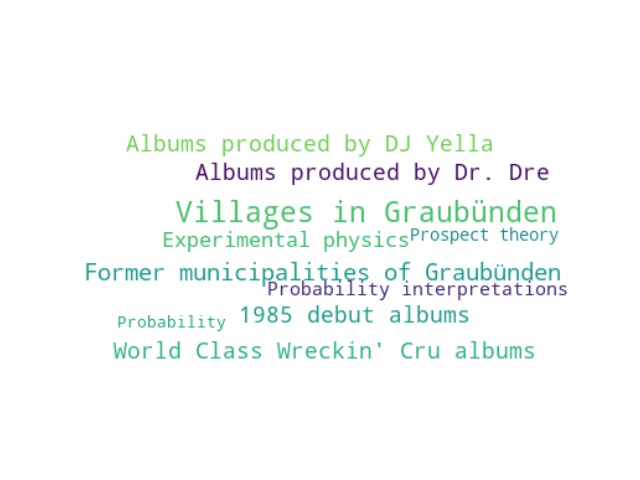 Albums produced by DJ Yella
Albums produced by Dr. Dre
Villages in Graubünden
Experimental physics
Prospect theory
Former municipalities of Graubünden
Probability interpretations
1985 debut albums
Probability
World Class Wreckin' Cru albums